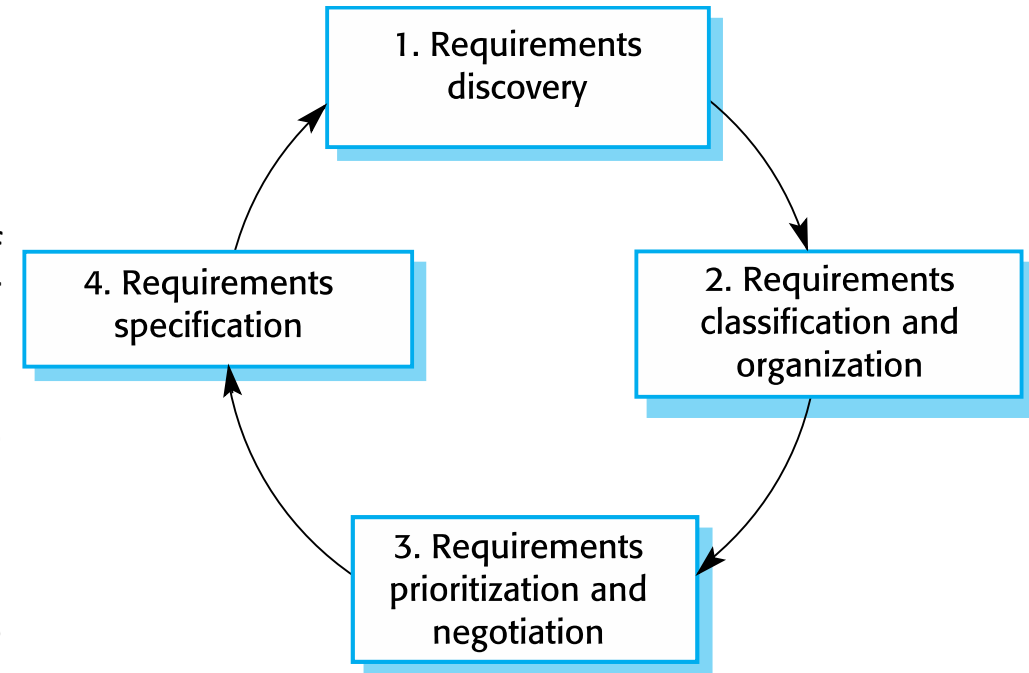 1. Requirements
discovery
2. Requirements
classification and
organization
3. Requirements
prioritization and
negotiation
4. Requirements
specification